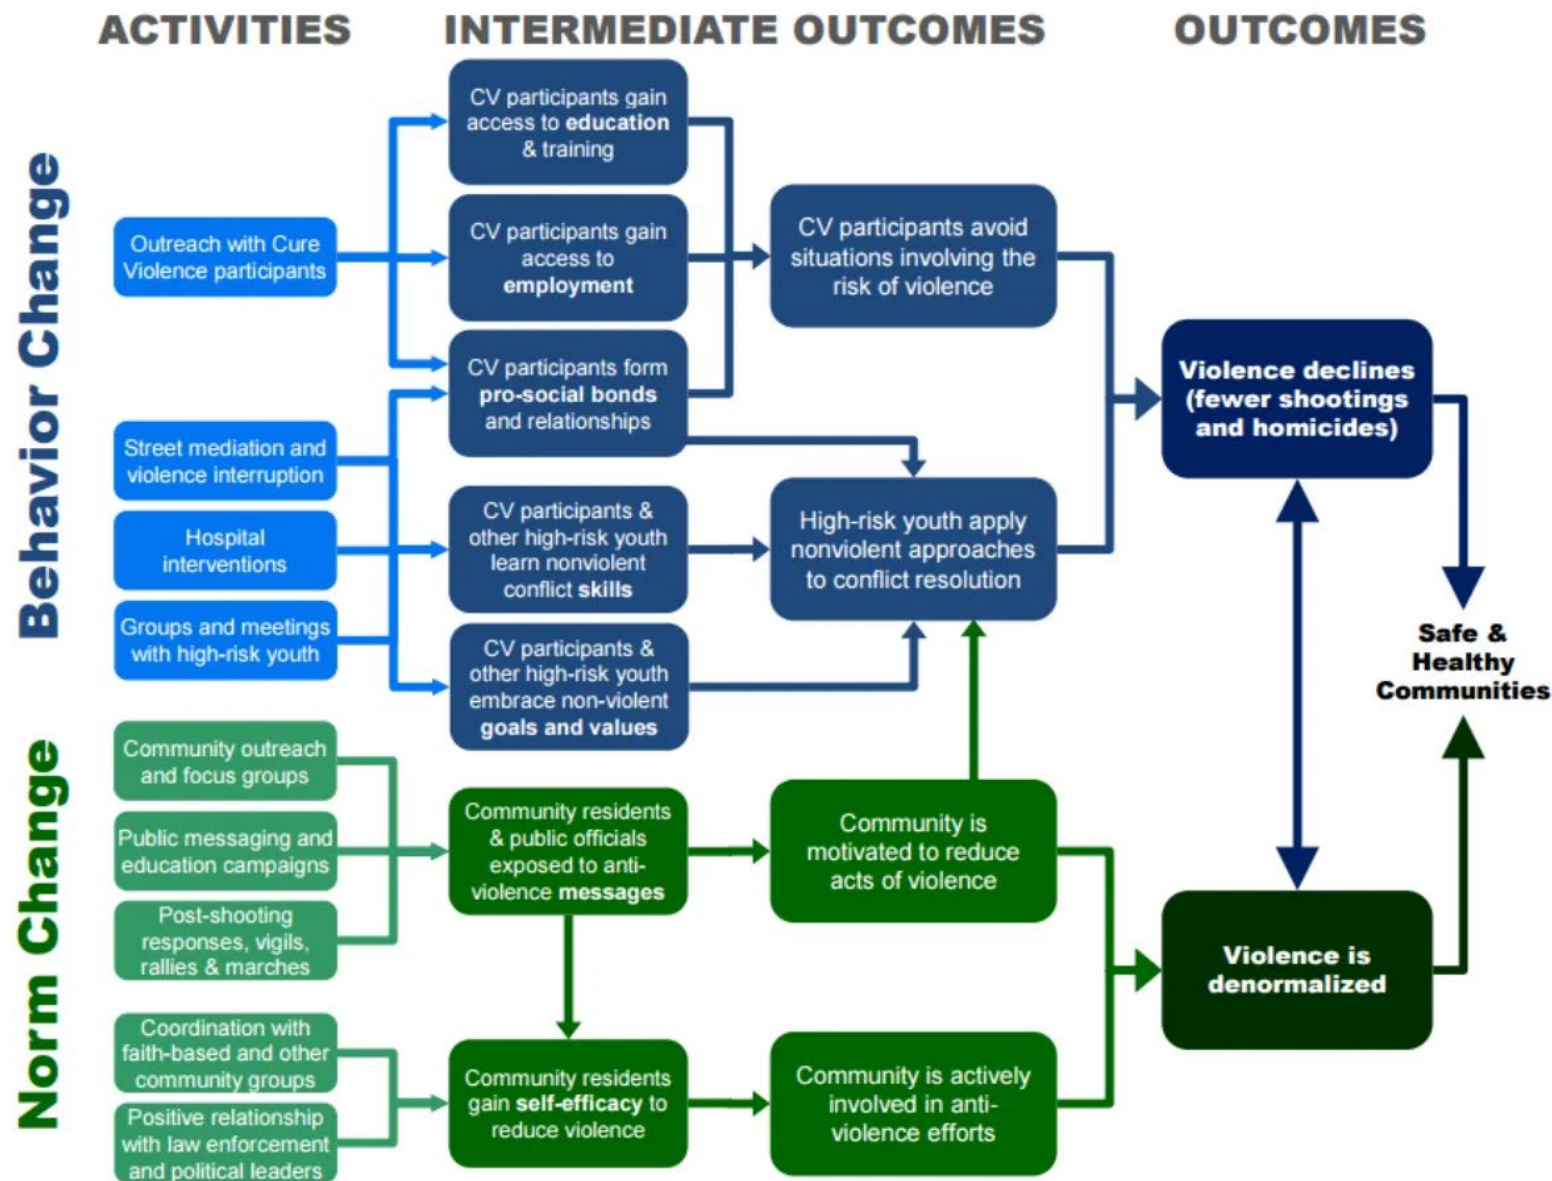 ACTIVITIES
INTERMEDIATE OUTCOMES
OUTCOMES
Behavior Change
Outreach with Cure
Violence participants
Street mediation and
violence interruption
Hospital
interventions
Groups and meetings
with high-risk youth
CV participants gain
access to education
& training
CV participants gain
access to
employment
CV participants form
pro-social bonds
and relationships
CV participants &
other high-risk youth
learn nonviolent
conflict skills
CV participants &
other high-risk youth
embrace non-violent
goals and values
CV participants avoid
situations involving the
risk of violence
High-risk youth apply
nonviolent approaches
to conflict resolution
Violence declines
(fewer shootings
and homicides)
Safe &
Healthy
Communities
Norm Change
Community outreach
and focus groups
Public messaging and
education campaigns
Post-shooting
responses, vigils,
rallies & marches
Coordination with
faith-based and other
community groups
Positive relationship
with law enforcement
and political leaders
Community residents
& public officials
exposed to anti-
violence messages
Community residents
gain self-efficacy to
reduce violence
Community is
motivated to reduce
acts of violence
Community is actively
involved in anti-
violence efforts
Violence is
denormalized